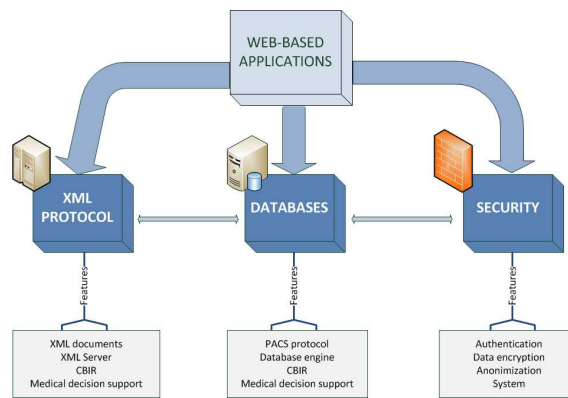 WEB-BASED
APPLICATIONS
XML
PROTOCOL
DATABASES
SECURITY
Features
Features
Features
XML documents
XML Server
CBIR
Medical decision support
PACS protocol
Database engine
CBIR
Medical decision support
Authentication
Data encryption
Anonimization
System